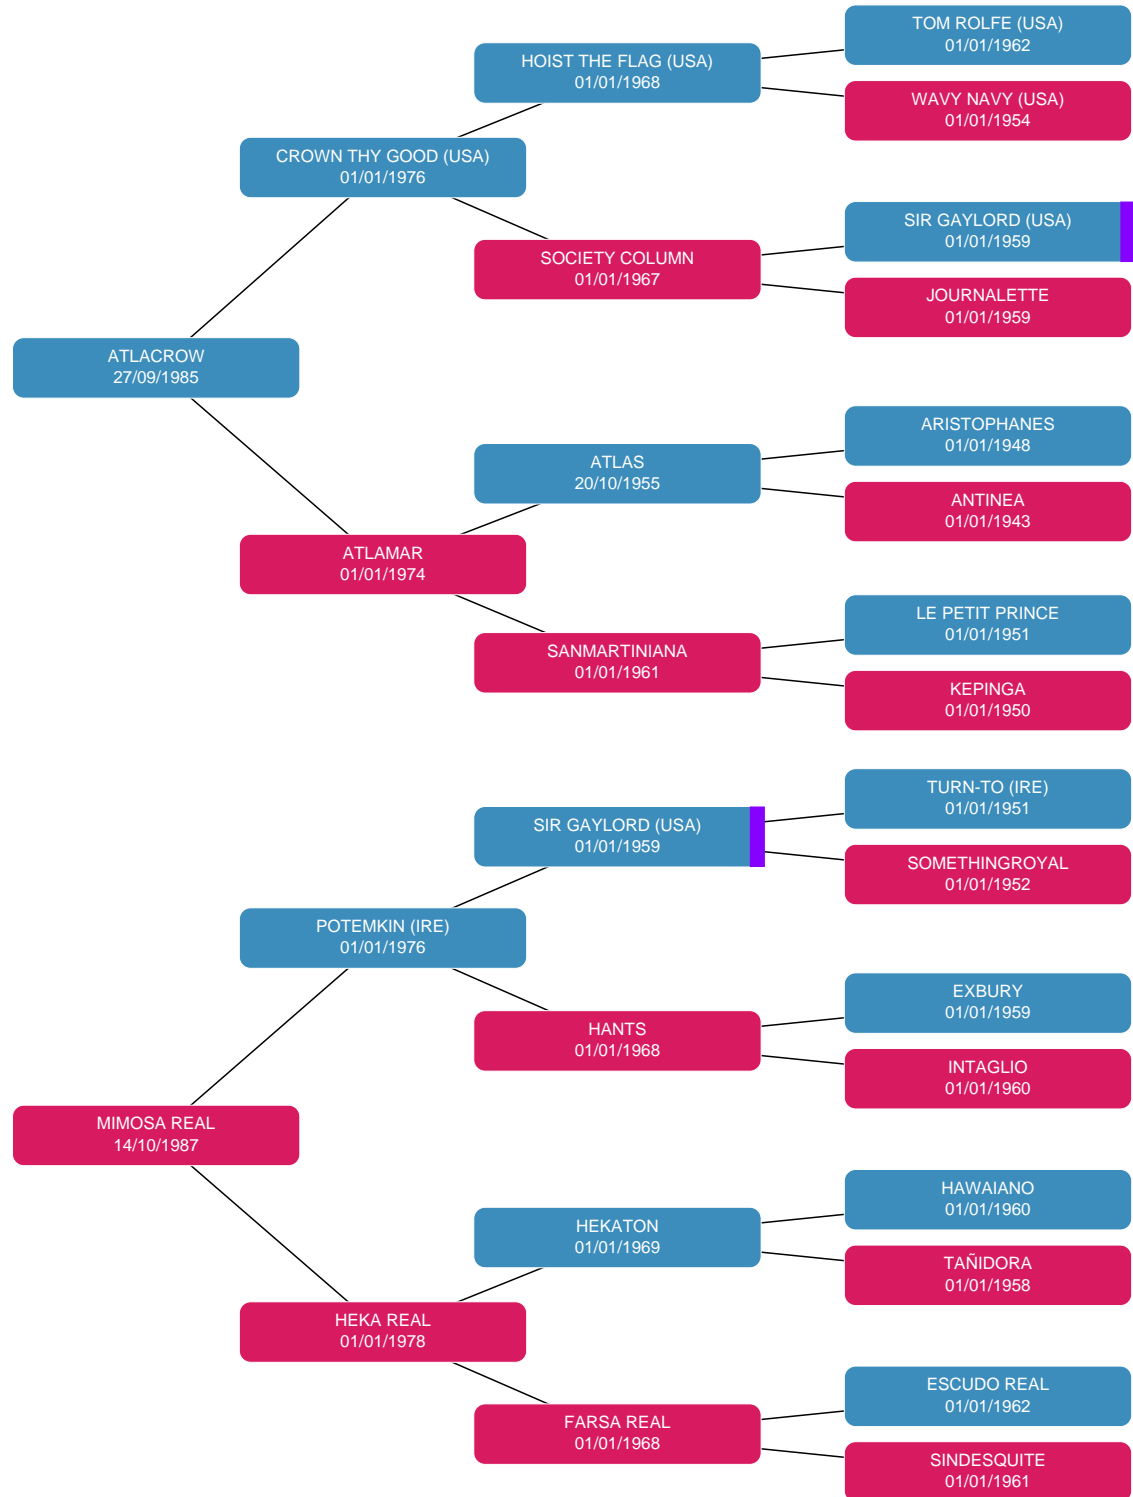 TOM ROLFE (USA)
01/01/1962
HOIST THE FLAG (USA)
01/01/1968
WAVY NAVY (USA)
01/01/1954
CROWN THY GOOD (USA)
01/01/1976
SIR GAYLORD (USA)
01/01/1959
SOCIETY COLUMN
01/01/1967
JOURNALETTE
01/01/1959
ATLACROW
27/09/1985
ARISTOPHANES
01/01/1948
ATLAS
20/10/1955
ANTINEA
01/01/1943
ATLAMAR
01/01/1974
LE PETIT PRINCE
01/01/1951
SANMARTINIANA
01/01/1961
KEPINGA
01/01/1950
TURN-TO (IRE)
01/01/1951
SIR GAYLORD (USA)
01/01/1959
SOMETHINGROYAL
01/01/1952
POTEMKIN (IRE)
01/01/1976
EXBURY
01/01/1959
HANTS
01/01/1968
INTAGLIO
01/01/1960
MIMOSA REAL
14/10/1987
HAWAIANO
01/01/1960
HEKATON
01/01/1969
TAÑIDORA
01/01/1958
HEKA REAL
01/01/1978
ESCUDO REAL
01/01/1962
FARSA REAL
01/01/1968
SINDESQUITE
01/01/1961